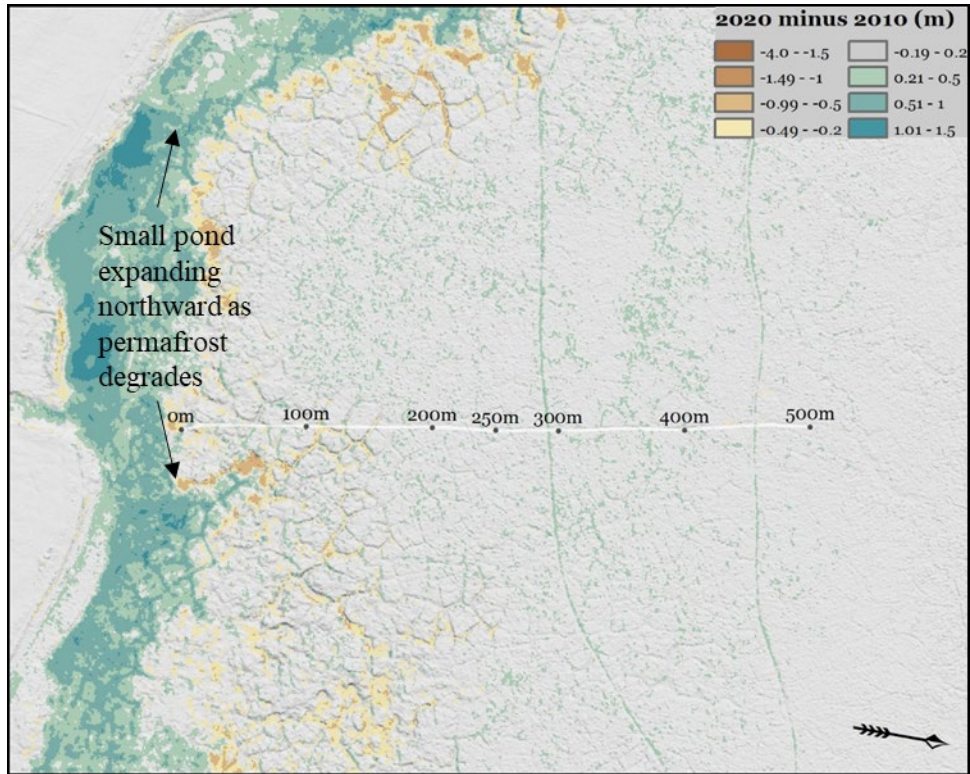 2020 minus 2010 (m)
-4.0 - -1.5
-0.19 - 0.2
-1.49 - -1
0.21 - 0.5
-0.99 - -0.5
0.51 - 1
-0.49 - -0.2
1.01 - 1.5
Small pond
expanding
northward as
permafrost
degrades
0m
100m
200m
250m
300m
400m
500m